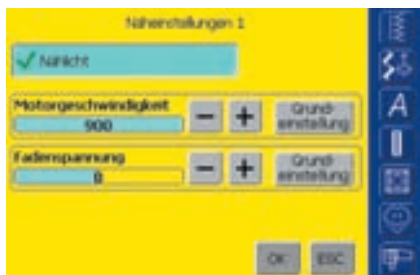 Näheinstellungen 1
Nählicht
Motorgeschwindigkeit
900
- +
Grund-
einstellung
Fadenspannung
0
- +
Grund-
einstellung
A
OK ESC